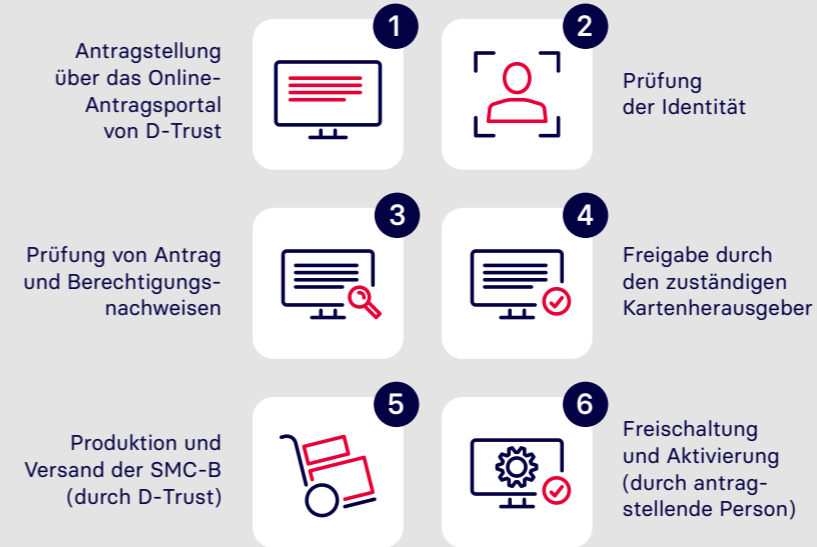 1
Antragstellung
über das Online-
Antragsportal
von D-Trust
2
Prüfung
der Identität
3
Prüfung von Antrag
und Berechtigungs-
nachweisen
4
Freigabe durch
den zuständigen
Kartenherausgeber
5
Produktion und
Versand der SMC-B
(durch D-Trust)
6
Freischaltung
und Aktivierung
(durch antrag-
stellende Person)